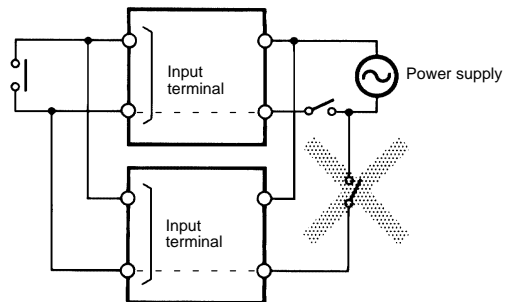 Input
terminal
Power supply
Input
terminal